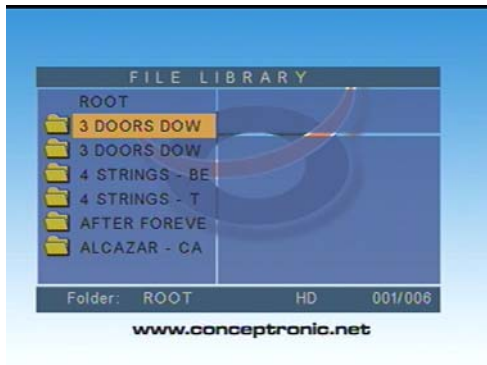 FILE LIBRARY
ROOT
3 DOORS DOW
3 DOORS DOW
4 STRINGS - BE
4 STRINGS - T
AFTER FOREVE
ALCAZAR - CA
Folder: ROOT HD 001/006
www.conceptronic.net